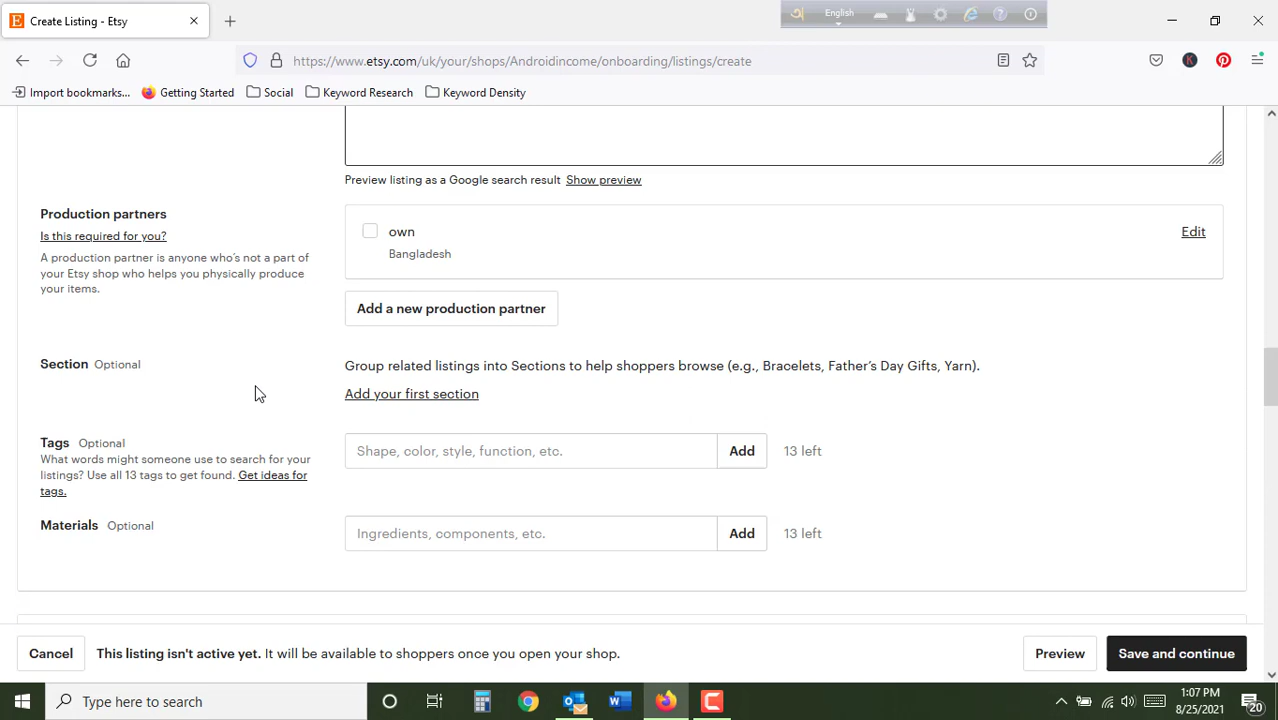 Create Listing - Etsy
English
https://www.etsy.com/uk/your/shops/Androidincome/onboarding/listings/create
Import bookmarks...
Getting Started
Social
Keyword Research
Keyword Density
Preview listing as a Google search result Show preview
Production partners
Is this required for you?
A production partner is anyone who's not a part of
your Etsy shop who helps you physically produce
your items.
own
Edit
Bangladesh
Add a new production partner
Section Optional
Group related listings into Sections to help shoppers browse (e.g., Bracelets, Father's Day Gifts, Yarn).
Add your first section
Tags Optional
What words might someone use to search for your
listings? Use all 13 tags to get found. Get ideas for
tags.
Shape, color, style, function, etc.
Add
13 left
Materials Optional
Ingredients, components, etc.
Add
13 left
Cancel
This listing isn't active yet. It will be available to shoppers once you open your shop.
Preview
Save and continue
Type here to search
1:07 PM
8/25/2021
20